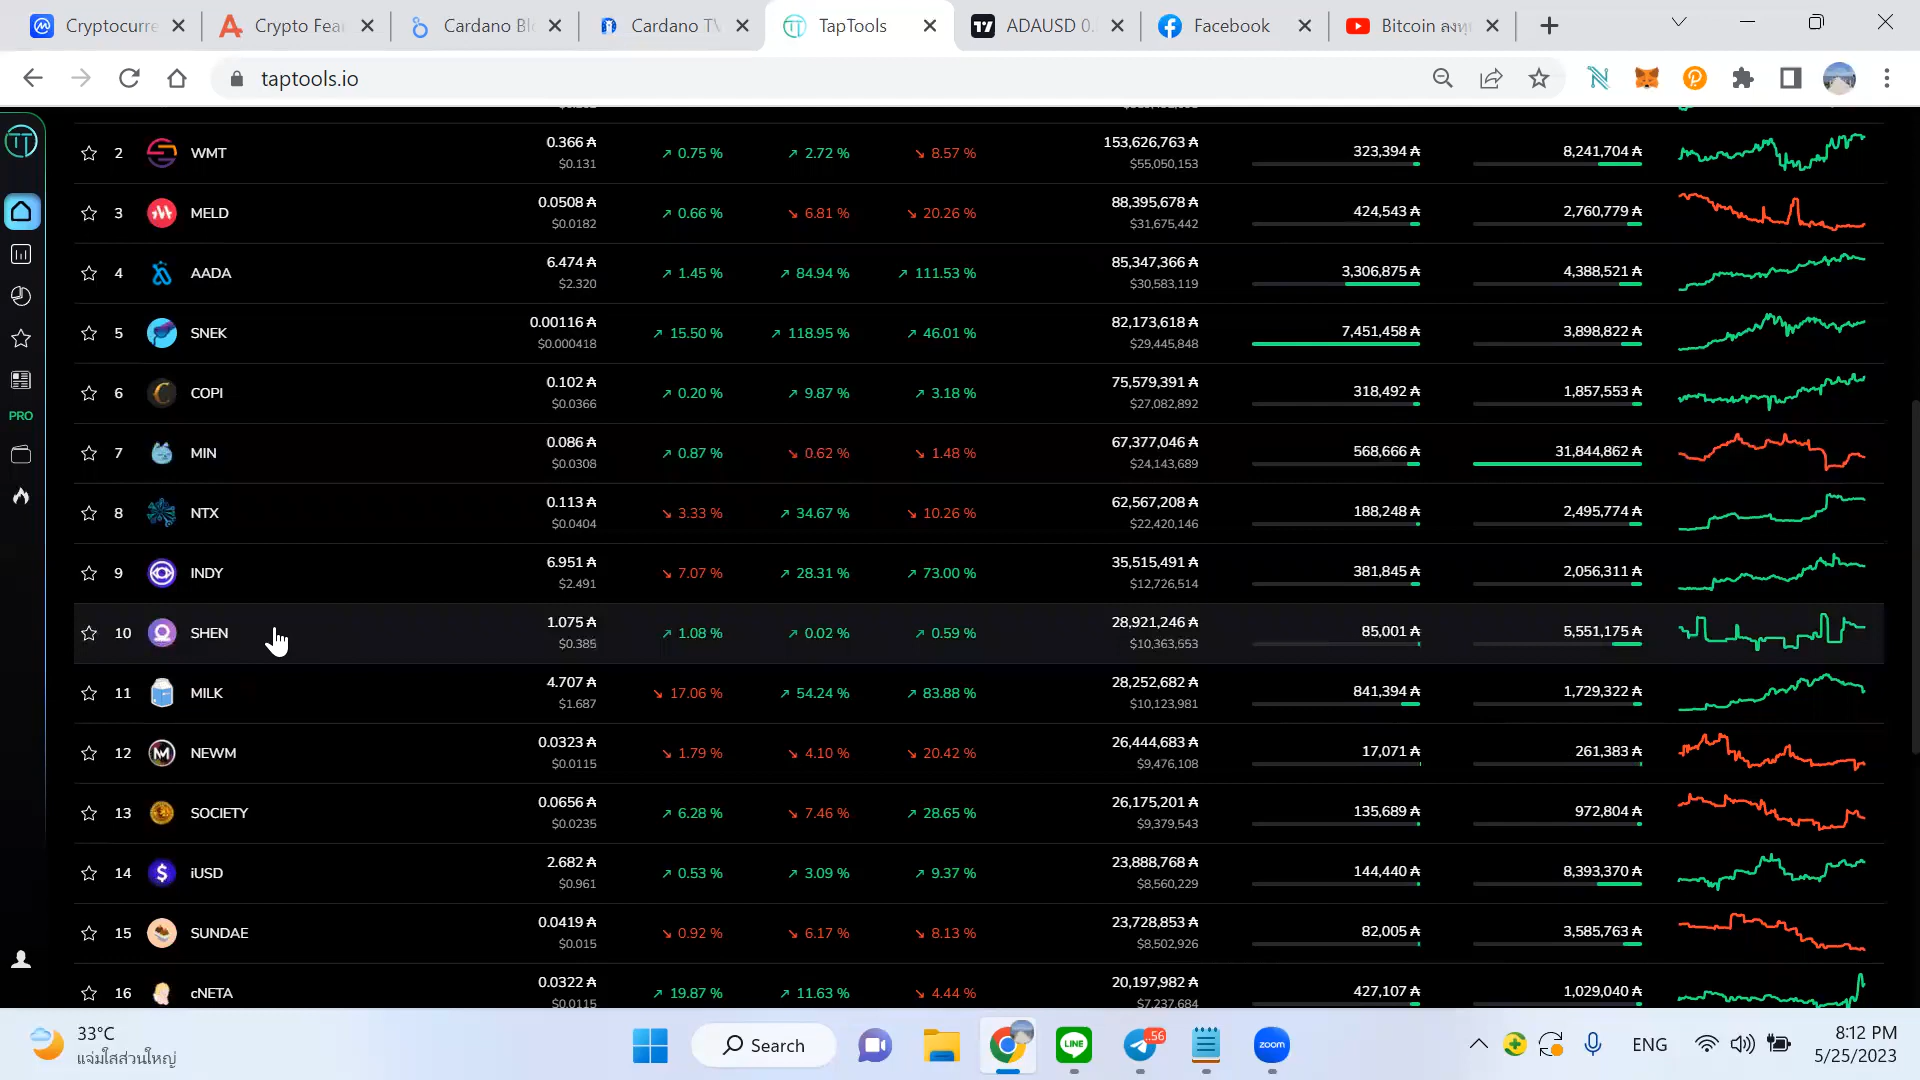 Cryptocurre
Crypto Fea
Cardano Bl
Cardano TV
TapTools
ADAUSD 0.
Facebook
Bitcoin ลงทุ
taptools.io
2 WMT 0.366 ₳ 0.75 % 2.72 % 8.57 % 153,626,763 ₳ 323,394 ₳ 8,241,704 ₳
$0.131 $55,050,153
3 MELD 0.0508 ₳ 0.66 % 6.81 % 20.26 % 88,395,678 ₳ 424,543 ₳ 2,760,779 ₳
$0.0182 $31,675,442
4 AADA 6.474 ₳ 1.45 % 84.94 % 111.53 % 85,347,366 ₳ 3,306,875 ₳ 4,388,521 ₳
$2.320 $30,583,119
5 SNEK 0.00116 ₳ 15.50 % 118.95 % 46.01 % 82,173,618 ₳ 7,451,458 ₳ 3,898,822 ₳
$0.000418 $29,445,848
6 COPI 0.102 ₳ 0.20 % 9.87 % 3.18 % 75,579,391 ₳ 318,492 ₳ 1,857,553 ₳
$0.0366 $27,082,892
PRO
7 MIN 0.086 ₳ 0.87 % 0.62 % 1.48 % 67,377,046 ₳ 568,666 ₳ 31,844,862 ₳
$0.0308 $24,143,689
8 NTX 0.113 ₳ 3.33 % 34.67 % 10.26 % 62,567,208 ₳ 188,248 ₳ 2,495,774 ₳
$0.0404 $22,420,146
9 INDY 6.951 ₳ 7.07 % 28.31 % 73.00 % 35,515,491 ₳ 381,845 ₳ 2,056,311 ₳
$2.491 $12,726,514
10 SHEN 1.075 ₳ 1.08 % 0.02 % 0.59 % 28,921,246 ₳ 85,001 ₳ 5,551,175 ₳
$0.385 $10,363,553
11 MILK 4.707 ₳ 17.06 % 54.24 % 83.88 % 28,252,682 ₳ 841,394 ₳ 1,729,322 ₳
$1.687 $10,123,981
12 NEWM 0.0323 ₳ 1.79 % 4.10 % 20.42 % 26,444,683 ₳ 17,071 ₳ 261,383 ₳
$0.0115 $9,476,108
13 SOCIETY 0.0656 ₳ 6.28 % 7.46 % 28.65 % 26,175,201 ₳ 135,689 ₳ 972,804 ₳
$0.0235 $9,379,543
14 iUSD 2.682 ₳ 0.53 % 3.09 % 9.37 % 23,888,768 ₳ 144,440 ₳ 8,393,370 ₳
$0.961 $8,560,229
15 SUNDAE 0.0419 ₳ 0.92 % 6.17 % 8.13 % 23,728,853 ₳ 82,005 ₳ 3,585,763 ₳
$0.015 $8,502,926
16 cNETA 0.0322 ₳ 19.87 % 11.63 % 4.44 % 20,197,982 ₳ 427,107 ₳ 1,029,040 ₳
$0.0115 $7,237,684
33°C
แจ่มใสส่วนใหญ่
Search
LINE
56
zoom
ENG
8:12 PM
5/25/2023